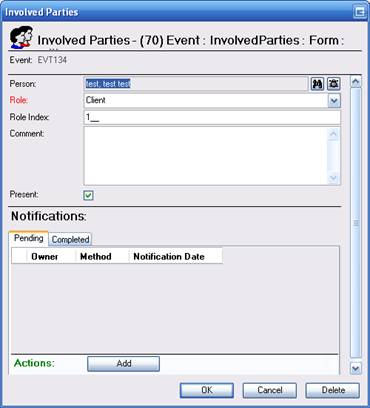 Involved Parties
Involved Parties - (70) Event : InvolvedParties : Form :
Event: EVT134
Person: test, test test
Role: Client
Role Index: 1__
Comment:
Present:
Notifications:
Pending Completed
Owner Method Notification Date
Actions: Add
OK Cancel Delete